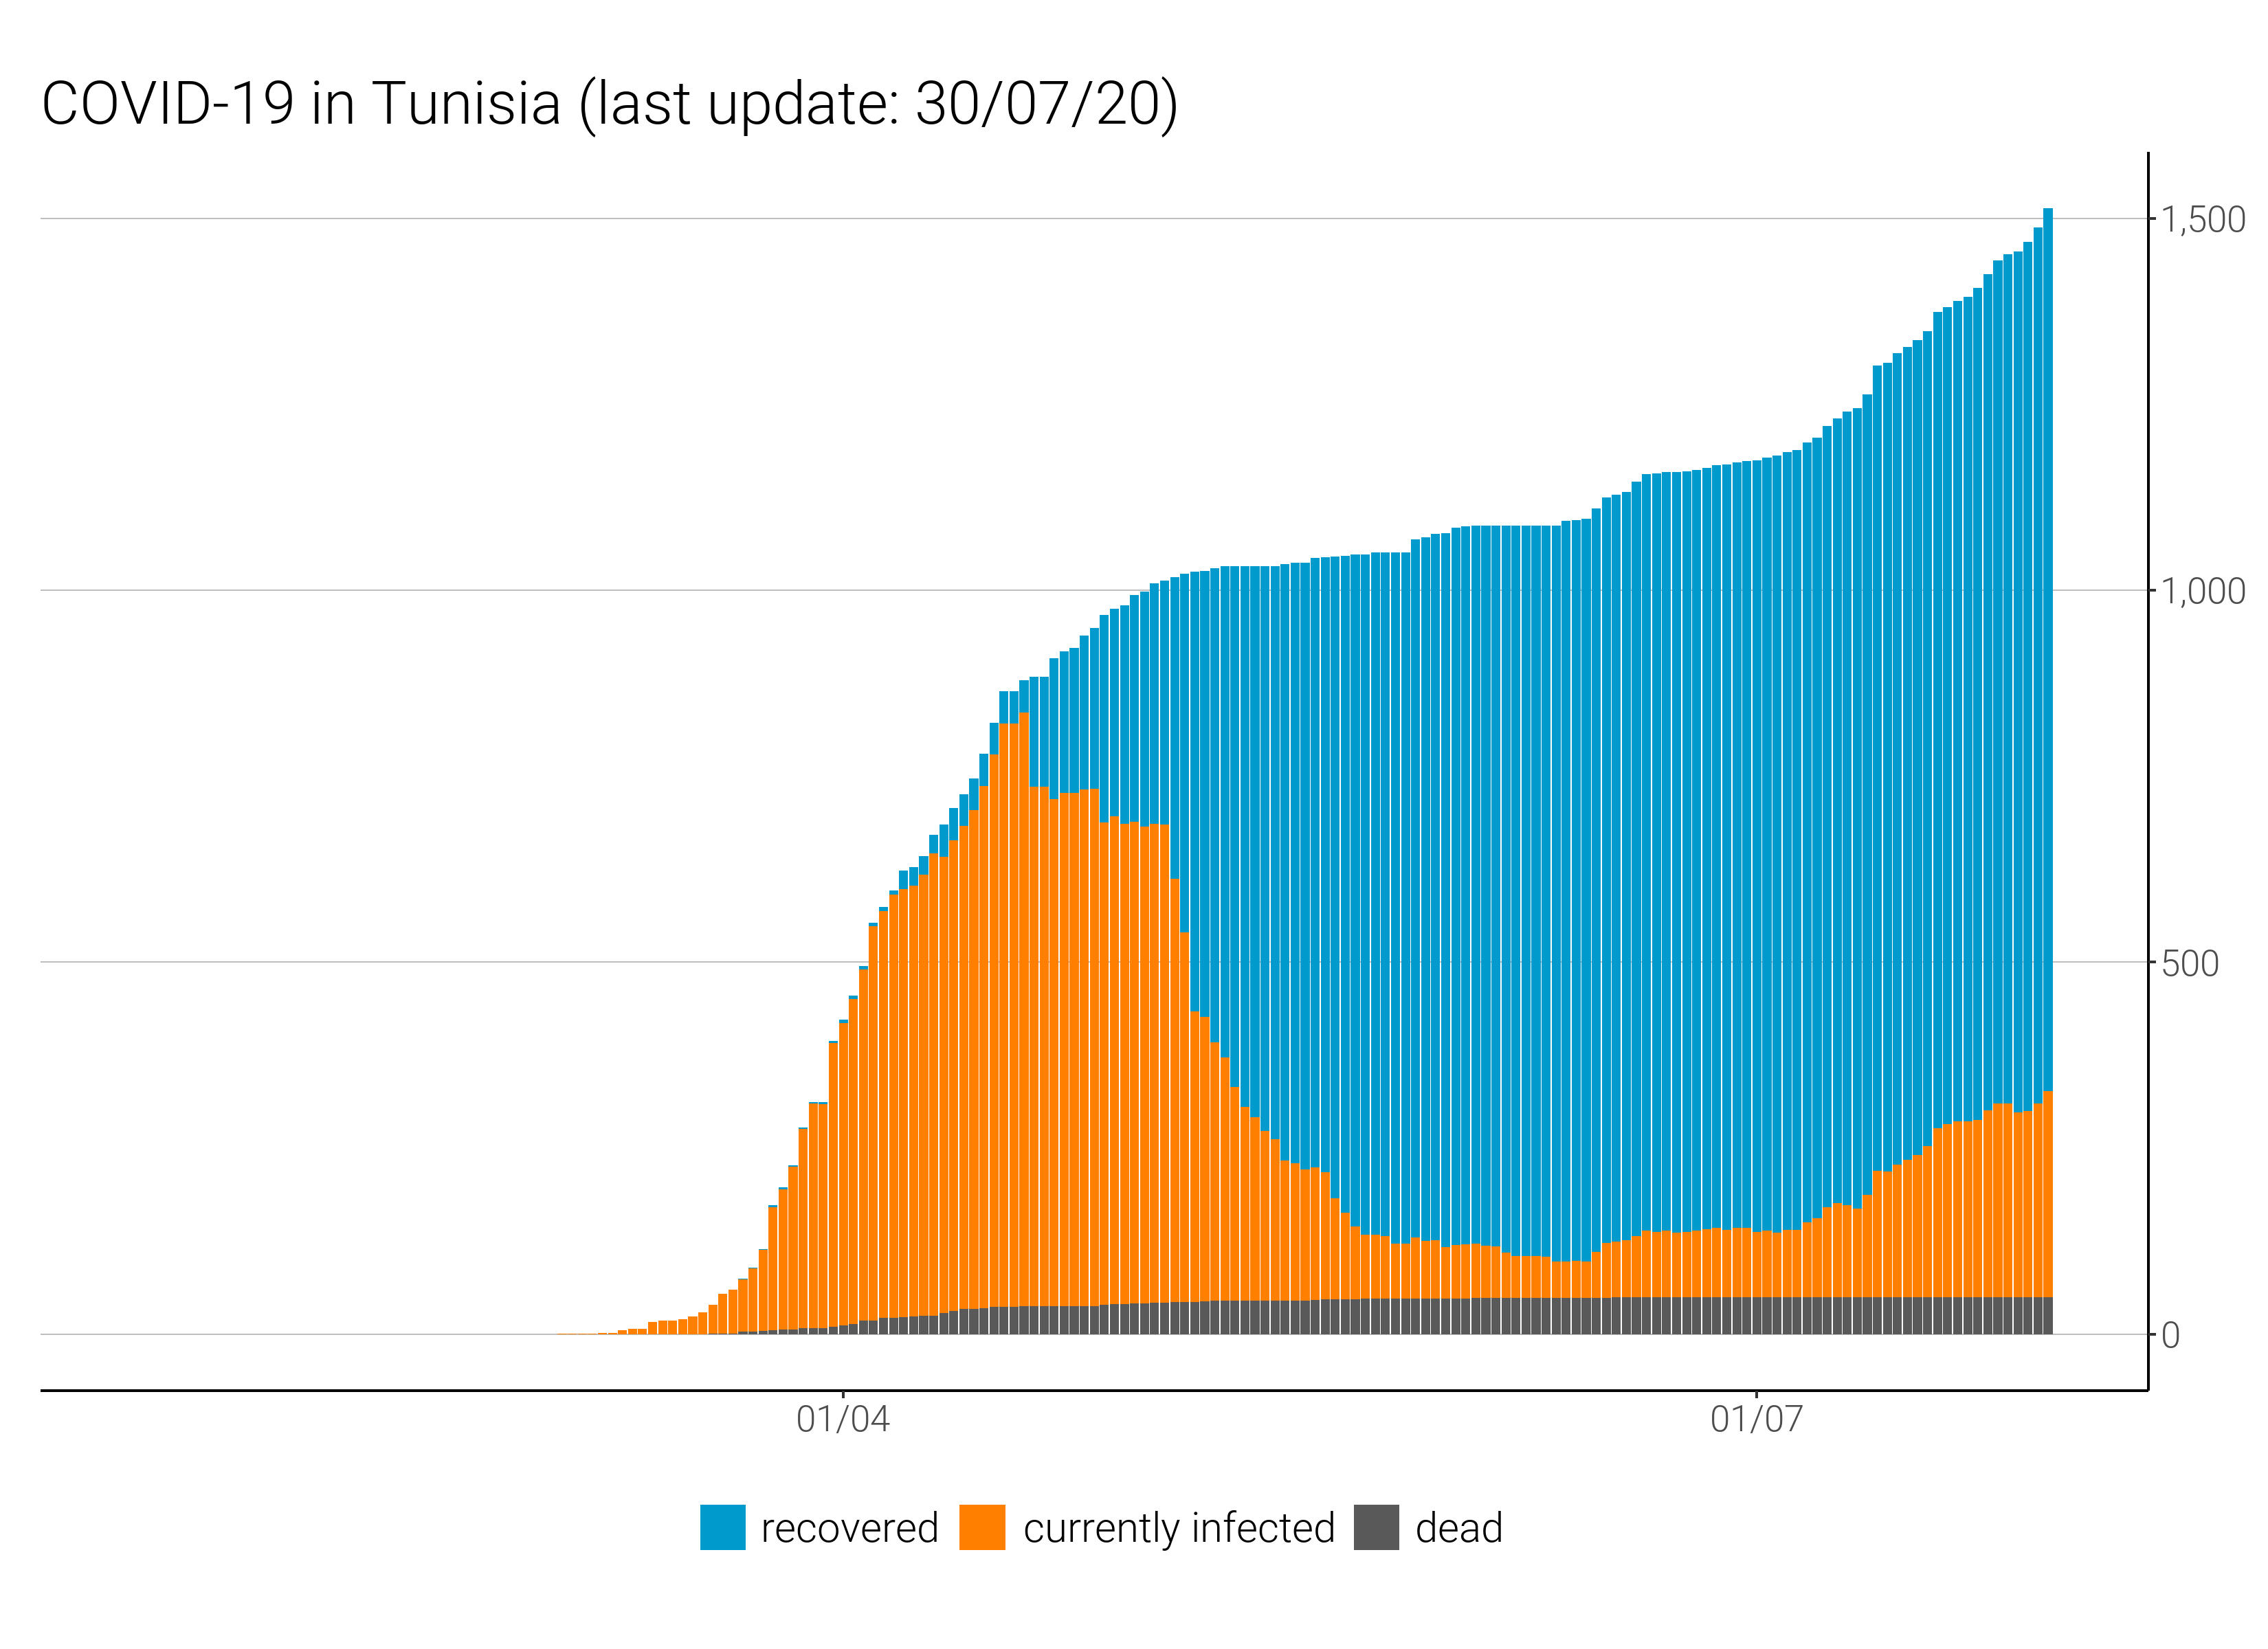 COVID-19 in Tunisia (last update: 30/07/20)
1,500
1,000
500
0
01/04 01/07
recovered currently infected dead